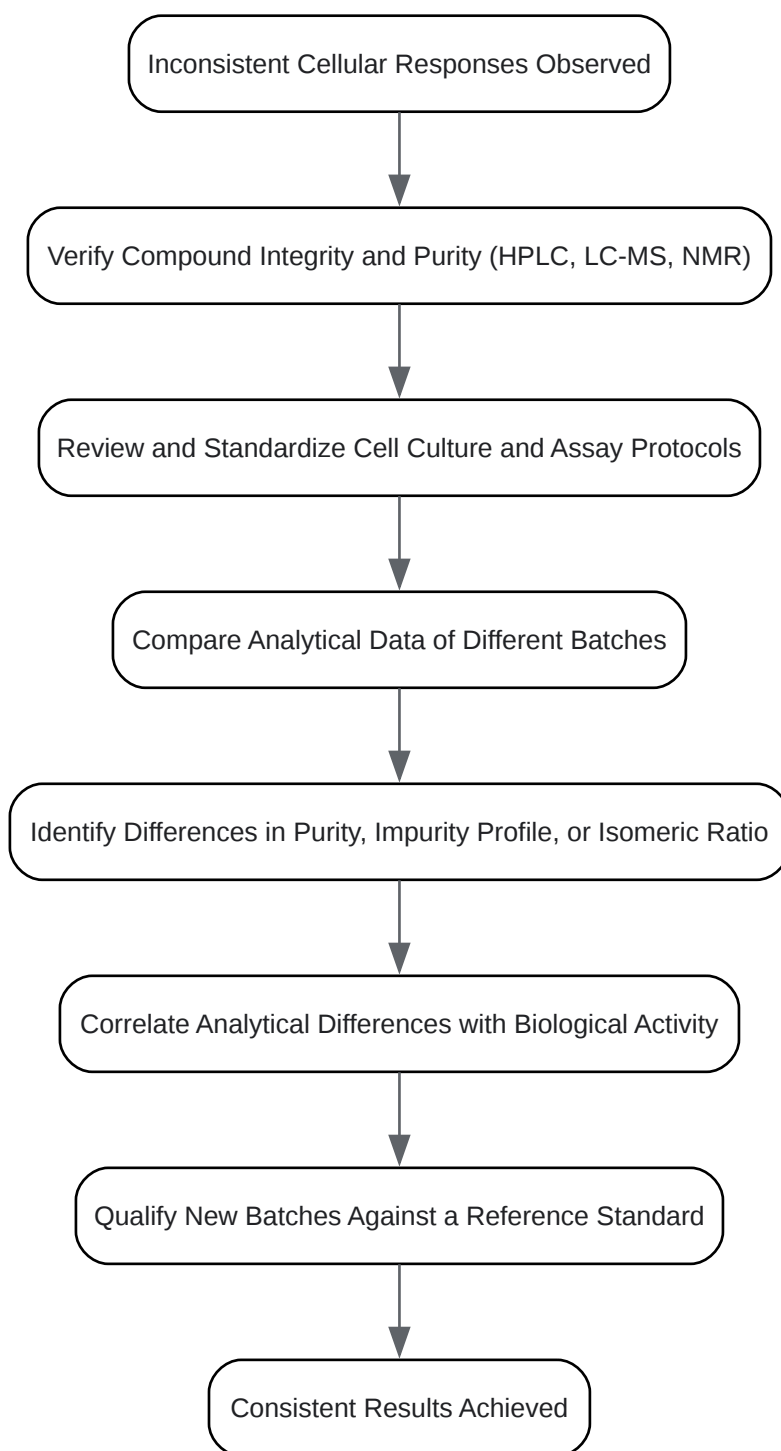 Inconsistent Cellular Responses Observed
Verify Compound Integrity and Purity (HPLC, LC-MS, NMR)
Review and Standardize Cell Culture and Assay Protocols
Compare Analytical Data of Different Batches
Identify Differences in Purity, Impurity Profile, or Isomeric Ratio
Correlate Analytical Differences with Biological Activity
Qualify New Batches Against a Reference Standard
Consistent Results Achieved